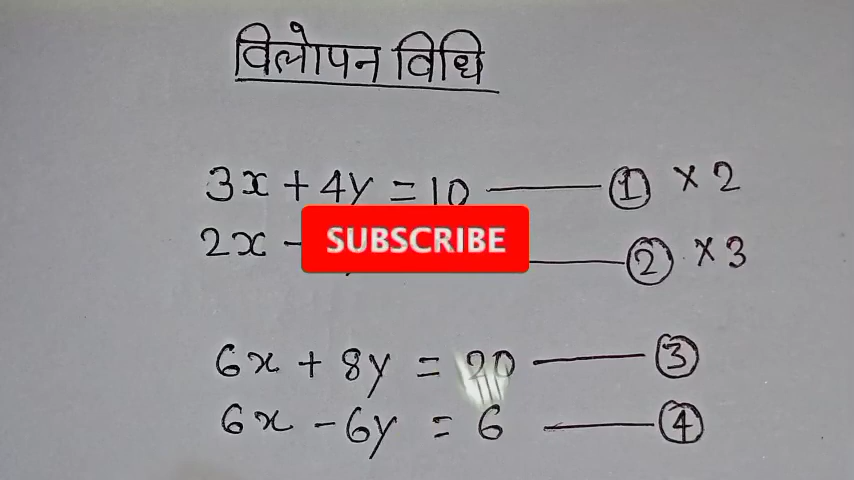 विलोपन विधि
3x + 4y = 10 ——— ① × 2
2x - ——— ② × 3
SUBSCRIBE
6x + 8y = 20 ——— ③
6x - 6y = 6 ——— ④